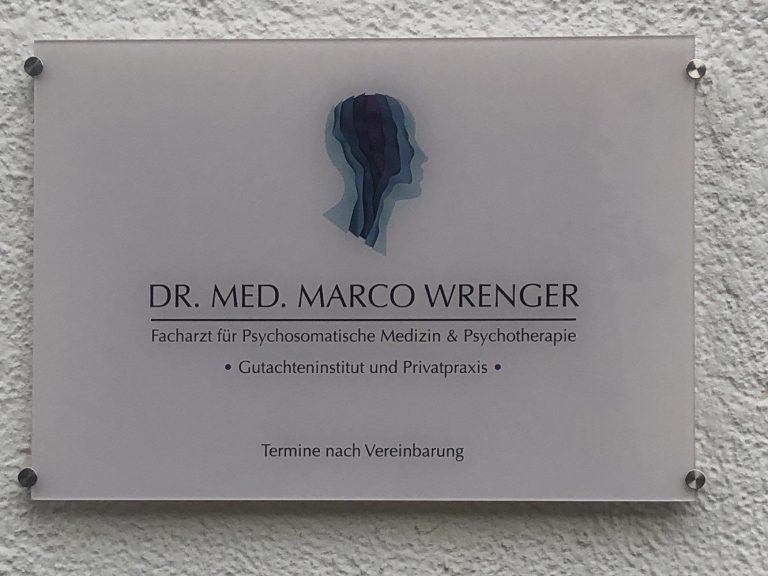 DR. MED. MARCO WRENGER
Facharzt für Psychosomatische Medizin & Psychotherapie
• Gutachteninstitut und Privatpraxis •
Termine nach Vereinbarung